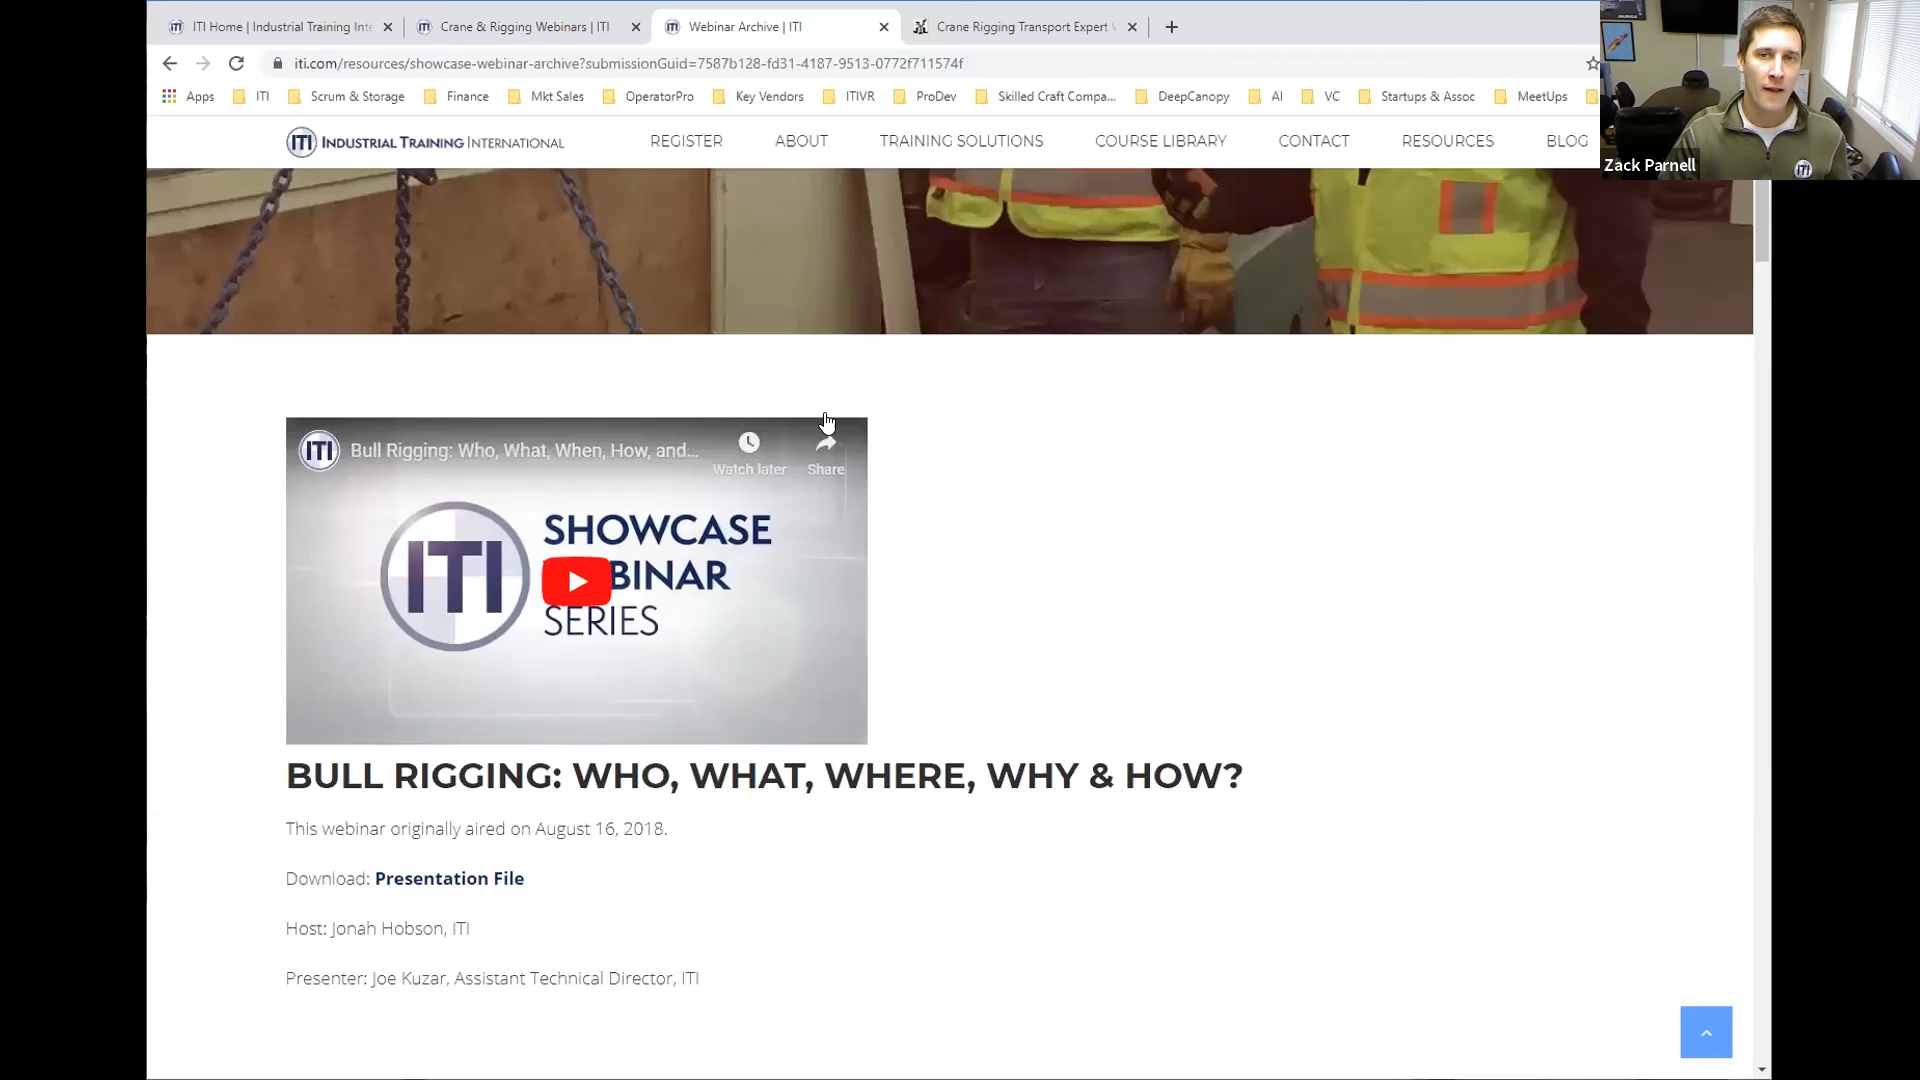 ITI Home | Industrial Training Inte
Crane & Rigging Webinars | ITI
Webinar Archive | ITI
Crane Rigging Transport Expert
iti.com/resources/showcase-webinar-archive?submissionGuid=7587b128-fd31-4187-9513-0772f711574f
Apps ITI Scrum & Storage Finance Mkt Sales OperatorPro Key Vendors ITIVR ProDev Skilled Craft Compa... DeepCanopy AI VC Startups & Assoc MeetUps
ITI INDUSTRIAL TRAINING INTERNATIONAL
REGISTER ABOUT TRAINING SOLUTIONS COURSE LIBRARY CONTACT RESOURCES BLOG
Zack Parnell
ITI
ITI
Bull Rigging: Who, What, When, How, and...
Watch later
Share
ITI
SHOWCASE
BINAR
SERIES
BULL RIGGING: WHO, WHAT, WHERE, WHY & HOW?
This webinar originally aired on August 16, 2018.
Download: Presentation File
Host: Jonah Hobson, ITI
Presenter: Joe Kuzar, Assistant Technical Director, ITI